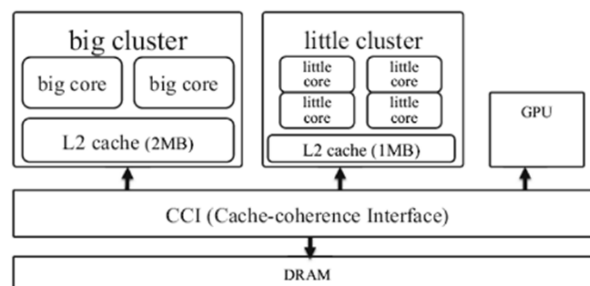 big cluster
big core
big core
L2 cache (2MB)
little cluster
little
core
little
core
little
core
little
core
L2 cache (1MB)
GPU
CCI (Cache-coherence Interface)
DRAM